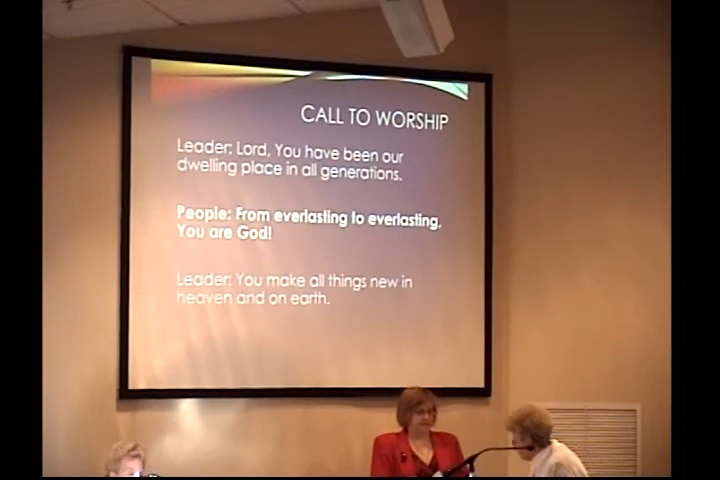 CALL TO WORSHIP
Leader: Lord, You have been our
dwelling place in all generations.
People: From everlasting to everlasting,
You are God!
Leader: You make all things new in
heaven and on earth.